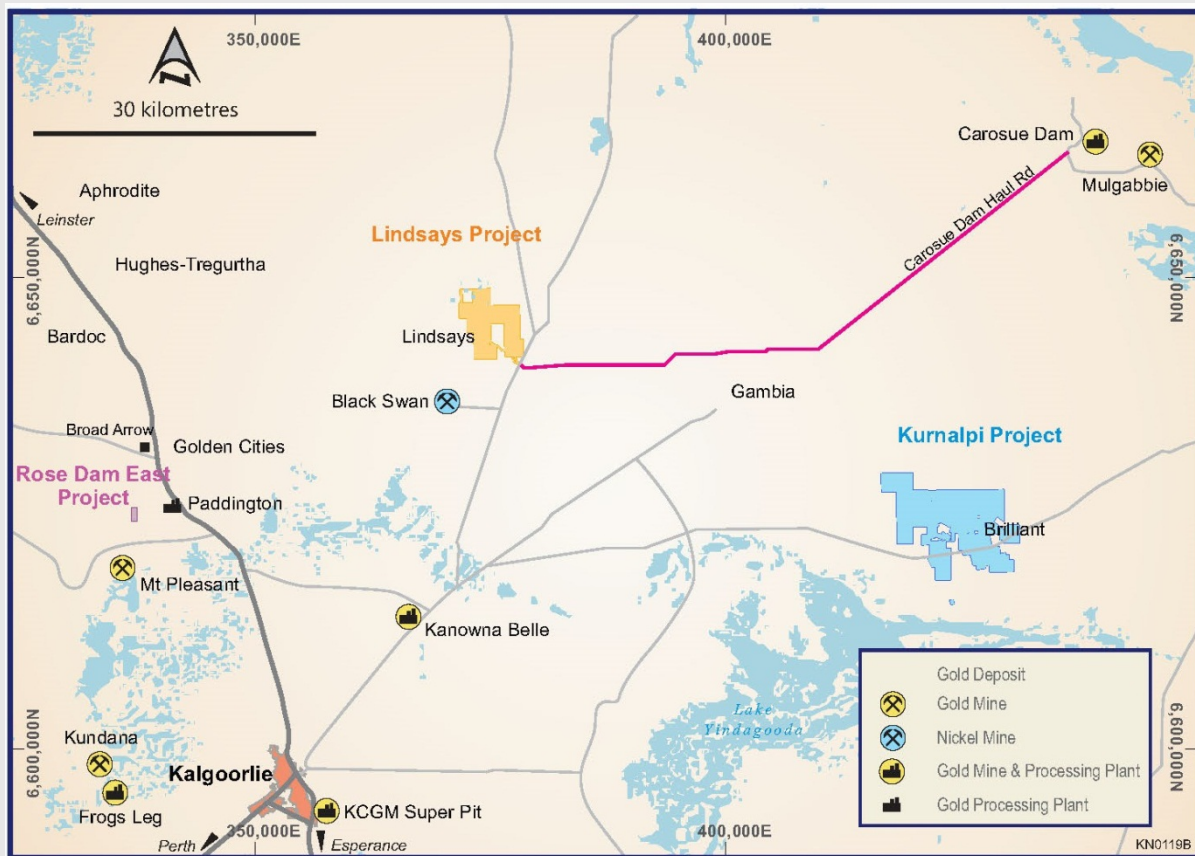 350,000E
400,000E
30 kilometres
Carosue Dam
Mulgabbie
Carosue Dam Haul Rd
Aphrodite
Leinster
Lindsays Project
Hughes-Tregurtha
6,650,000N
6,650,000N
Bardoc
Lindsays
Black Swan
Gambia
Broad Arrow
Golden Cities
Kurnalpi Project
Rose Dam East
Project
Paddington
Brilliant
Mt Pleasant
Kanowna Belle
Lake
Yindagooda
Gold Deposit
Gold Mine
Nickel Mine
Gold Mine & Processing Plant
Gold Processing Plant
6,600,000N
6,600,000N
Kundana
Kalgoorlie
Frogs Leg
KCGM Super Pit
350,000E
400,000E
Perth
Esperance
KN0119B